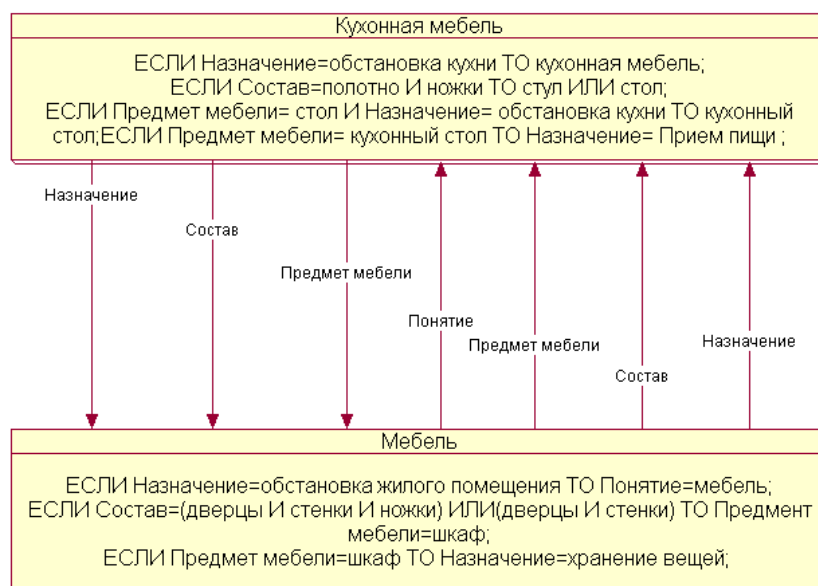 Кухонная мебель
ЕСЛИ Назначение=обстановка кухни ТО кухонная мебель;
ЕСЛИ Состав=полотно И ножки ТО стул ИЛИ стол;
ЕСЛИ Предмет мебели= стол И Назначение= обстановка кухни ТО кухонный
стол;ЕСЛИ Предмет мебели= кухонный стол ТО Назначение= Прием пищи ;
Назначение
Состав
Предмет мебели
Понятие
Предмет мебели
Состав
Назначение
Мебель
ЕСЛИ Назначение=обстановка жилого помещения ТО Понятие=мебель;
ЕСЛИ Состав=(дверцы И стенки И ножки) ИЛИ(дверцы И стенки) ТО Предмент
мебели=шкаф;
ЕСЛИ Предмет мебели=шкаф ТО Назначение=хранение вещей;